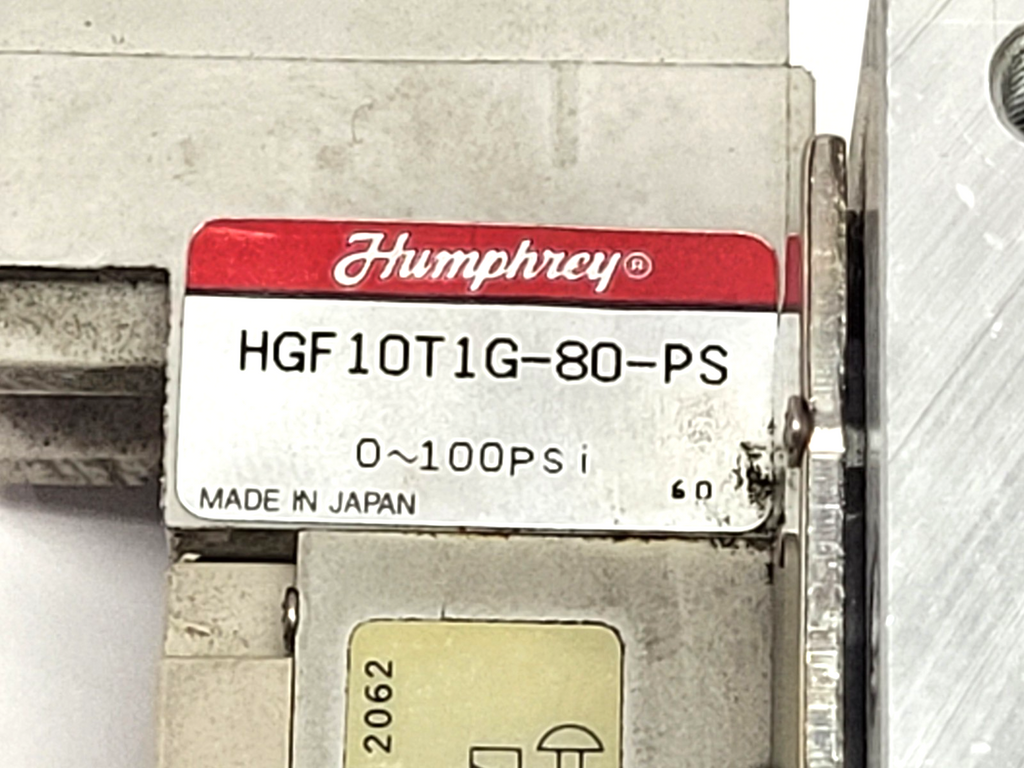 Humphrey®
HGF10T1G-80-PS
0~100PSi
MADE IN JAPAN
60
2062